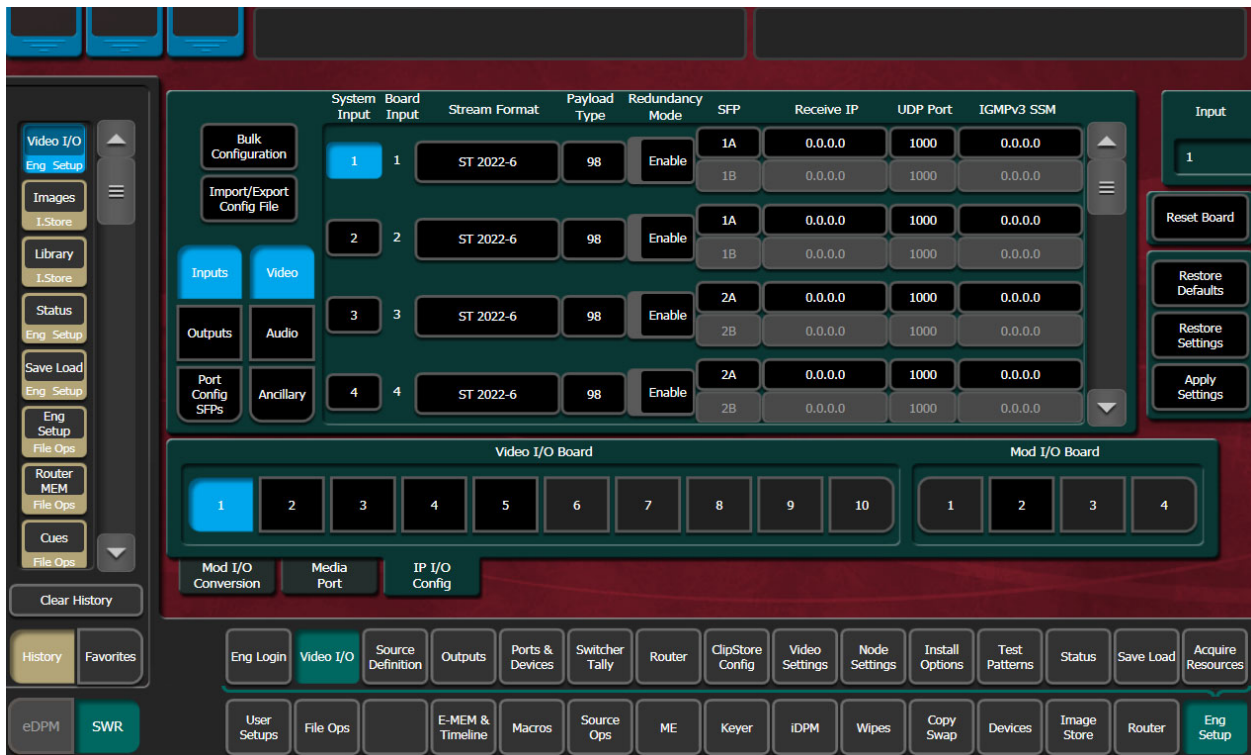 System Input
Board Input
Stream Format
Payload Type
Redundancy Mode
SFP
Receive IP
UDP Port
IGMPv3 SSM
Input
Video I/O
Eng Setup
Images
I.Store
Library
I.Store
Status
Eng Setup
Save Load
Eng Setup
Eng Setup
File Ops
Router MEM
File Ops
Cues
File Ops
Clear History
History
Favorites
eDPM
SWR
Bulk Configuration
Import/Export Config File
Inputs
Video
Outputs
Audio
Port Config SFPs
Ancillary
1 1 ST 2022-6 98 Enable 1A 0.0.0.0 1000 0.0.0.0
1B 0.0.0.0 1000 0.0.0.0
2 2 ST 2022-6 98 Enable 1A 0.0.0.0 1000 0.0.0.0
1B 0.0.0.0 1000 0.0.0.0
3 3 ST 2022-6 98 Enable 2A 0.0.0.0 1000 0.0.0.0
2B 0.0.0.0 1000 0.0.0.0
4 4 ST 2022-6 98 Enable 2A 0.0.0.0 1000 0.0.0.0
2B 0.0.0.0 1000 0.0.0.0
1
Reset Board
Restore Defaults
Restore Settings
Apply Settings
Video I/O Board
1 2 3 4 5 6 7 8 9 10
Mod I/O Board
1 2 3 4
Mod I/O Conversion
Media Port
IP I/O Config
Eng Login
Video I/O
Source Definition
Outputs
Ports & Devices
Switcher Tally
Router
ClipStore Config
Video Settings
Node Settings
Install Options
Test Patterns
Status
Save Load
Acquire Resources
User Setups
File Ops
E-MEM & Timeline
Macros
Source Ops
ME
Keyer
iDPM
Wipes
Copy Swap
Devices
Image Store
Router
Eng Setup